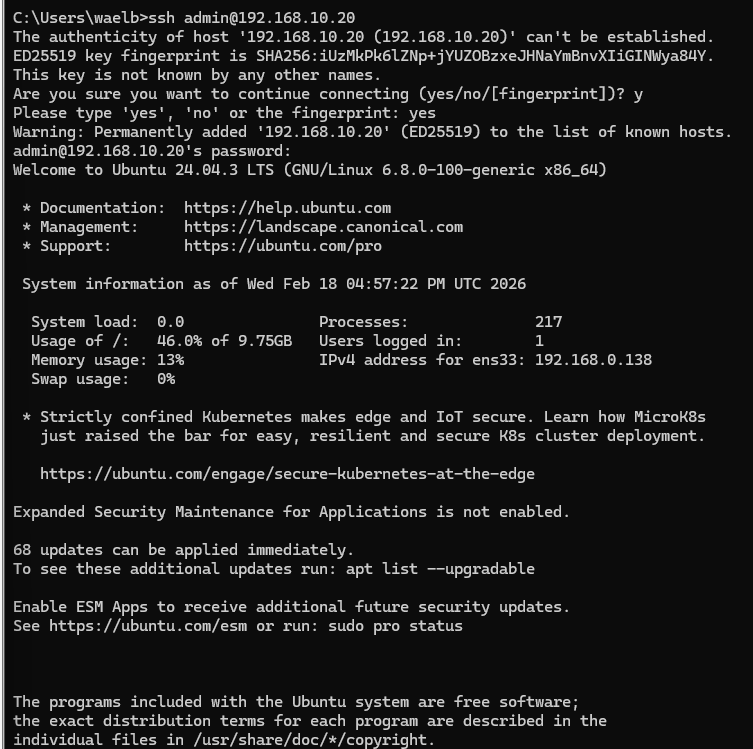 C:\Users\waelb>ssh admin@192.168.10.20
The authenticity of host '192.168.10.20 (192.168.10.20)' can't be established.
ED25519 key fingerprint is SHA256:iUzMkPk6lZNp+jYUZOBzxeJHNaYmBnvXIiGINWya84Y.
This key is not known by any other names.
Are you sure you want to continue connecting (yes/no/[fingerprint])? y
Please type 'yes', 'no' or the fingerprint: yes
Warning: Permanently added '192.168.10.20' (ED25519) to the list of known hosts.
admin@192.168.10.20's password:
Welcome to Ubuntu 24.04.3 LTS (GNU/Linux 6.8.0-100-generic x86_64)

 * Documentation:  https://help.ubuntu.com
 * Management:     https://landscape.canonical.com
 * Support:        https://ubuntu.com/pro

 System information as of Wed Feb 18 04:57:22 PM UTC 2026

  System load:  0.0               Processes:              217
  Usage of /:   46.0% of 9.75GB   Users logged in:        1
  Memory usage: 13%               IPv4 address for ens33: 192.168.0.138
  Swap usage:   0%

 * Strictly confined Kubernetes makes edge and IoT secure. Learn how MicroK8s
   just raised the bar for easy, resilient and secure K8s cluster deployment.

   https://ubuntu.com/engage/secure-kubernetes-at-the-edge

Expanded Security Maintenance for Applications is not enabled.

68 updates can be applied immediately.
To see these additional updates run: apt list --upgradable

Enable ESM Apps to receive additional future security updates.
See https://ubuntu.com/esm or run: sudo pro status

The programs included with the Ubuntu system are free software;
the exact distribution terms for each program are described in the
individual files in /usr/share/doc/*/copyright.